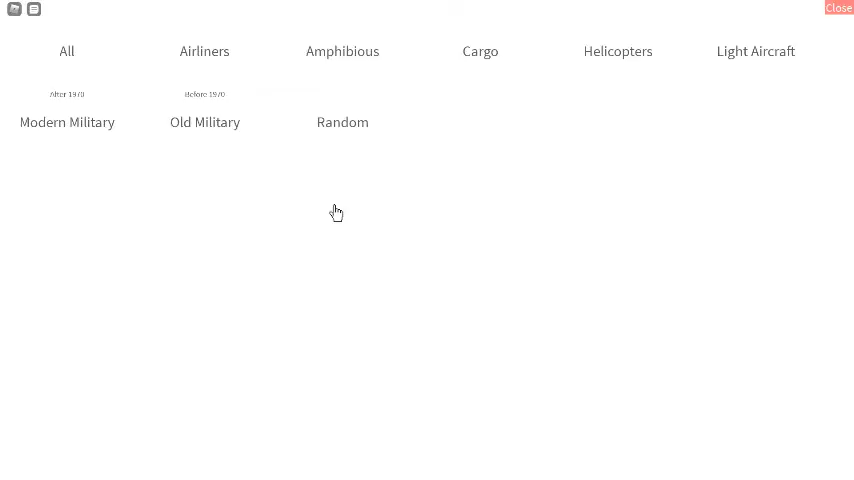 Close
All
Airliners
Amphibious
Cargo
Helicopters
Light Aircraft
After 1970
Before 1970
Modern Military
Old Military
Random